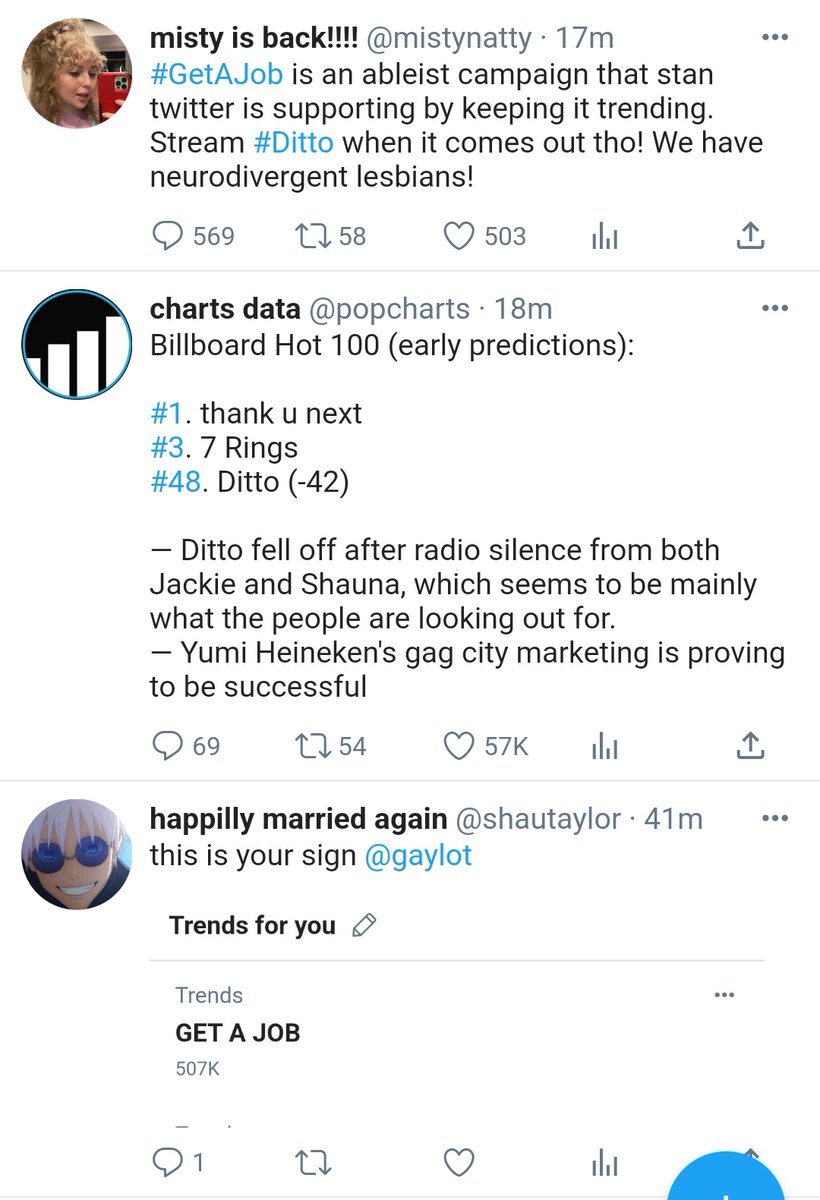 misty is back!!!! @mistynatty · 17m
#GetAJob is an ableist campaign that stan
twitter is supporting by keeping it trending.
Stream #Ditto when it comes out tho! We have
neurodivergent lesbians!
569 58 503
charts data @popcharts · 18m
Billboard Hot 100 (early predictions):
#1. thank u next
#3. 7 Rings
#48. Ditto (-42)
— Ditto fell off after radio silence from both
Jackie and Shauna, which seems to be mainly
what the people are looking out for.
— Yumi Heineken's gag city marketing is proving
to be successful
69 54 57K
happilly married again @shautaylor · 41m
this is your sign @gaylot
Trends for you
Trends
GET A JOB
507K
1